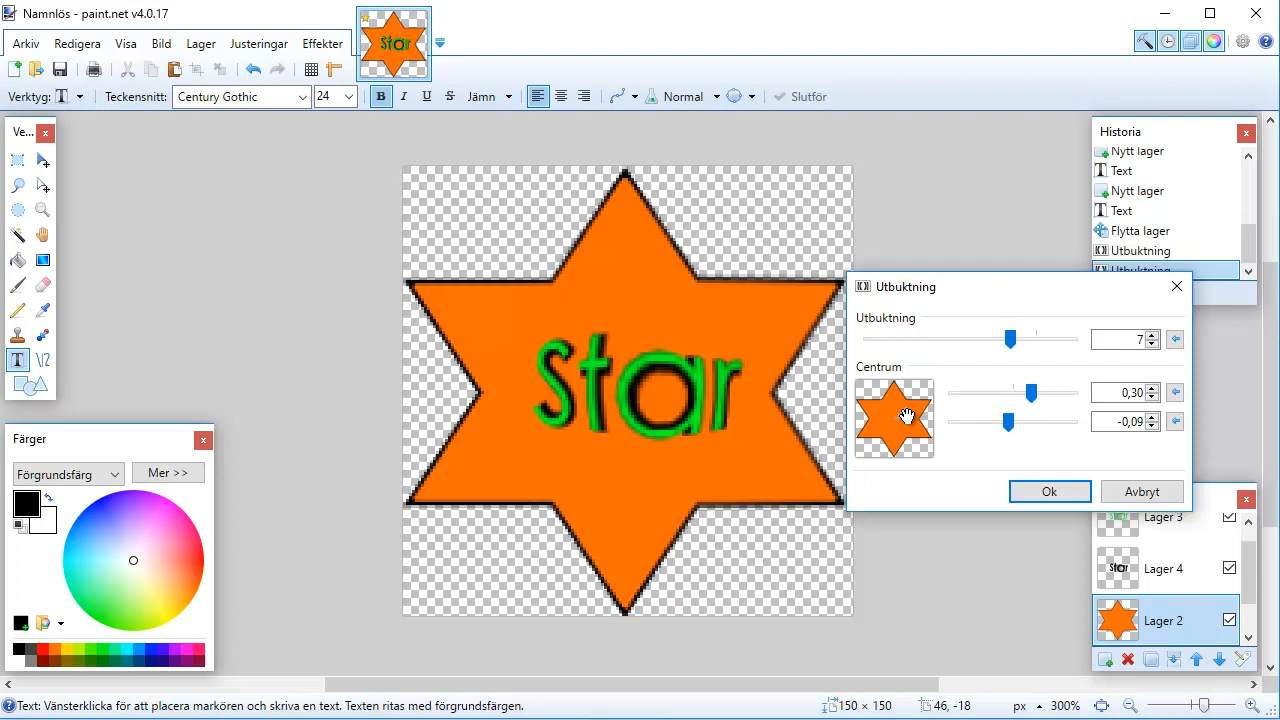 Namnlös - paint.net v4.0.17
Arkiv Redigera Visa Bild Lager Justeringar Effekter
Star
Verktyg: T Teckensnitt: Century Gothic 24 B I U S Jämn Normal Slutför
Ve...
Historia
Nytt lager
Text
Nytt lager
Text
Flytta lager
Utbuktning
Utbuktning
Star
Utbuktning
Utbuktning
7
Centrum
0,30
-0,09
Ok Avbryt
Färger
Förgrundsfärg Mer >>
Lager 3
Star Lager 4
Lager 2
Text: Vänsterklicka för att placera markören och skriva en text. Texten ritas med förgrundsfärgen. 150 × 150 46, -18 px 300%